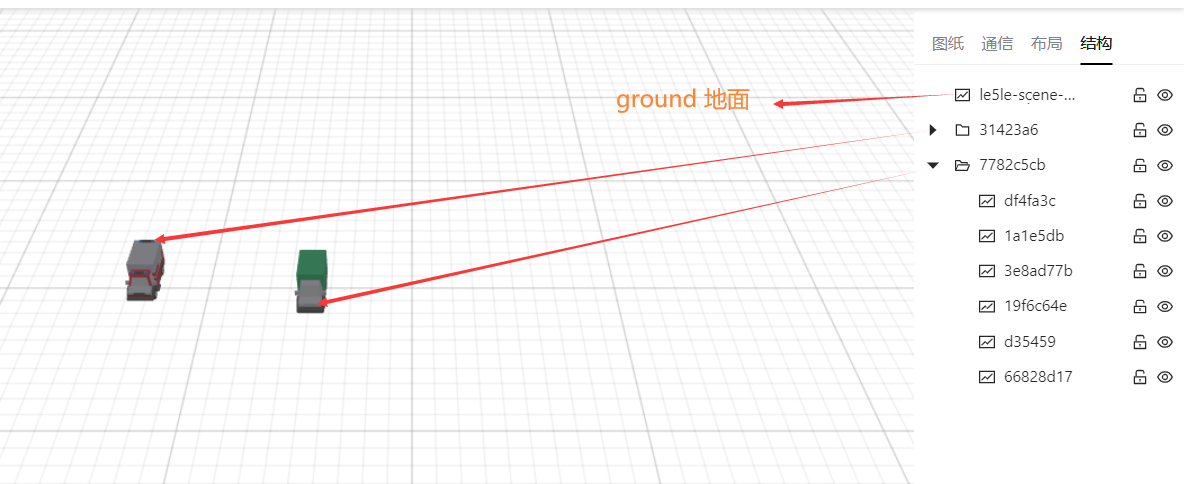 图纸 通信 布局 结构
ground 地面
le5le-scene-...
31423a6
7782c5cb
df4fa3c
1a1e5db
3e8ad77b
19f6c64e
d35459
66828d17